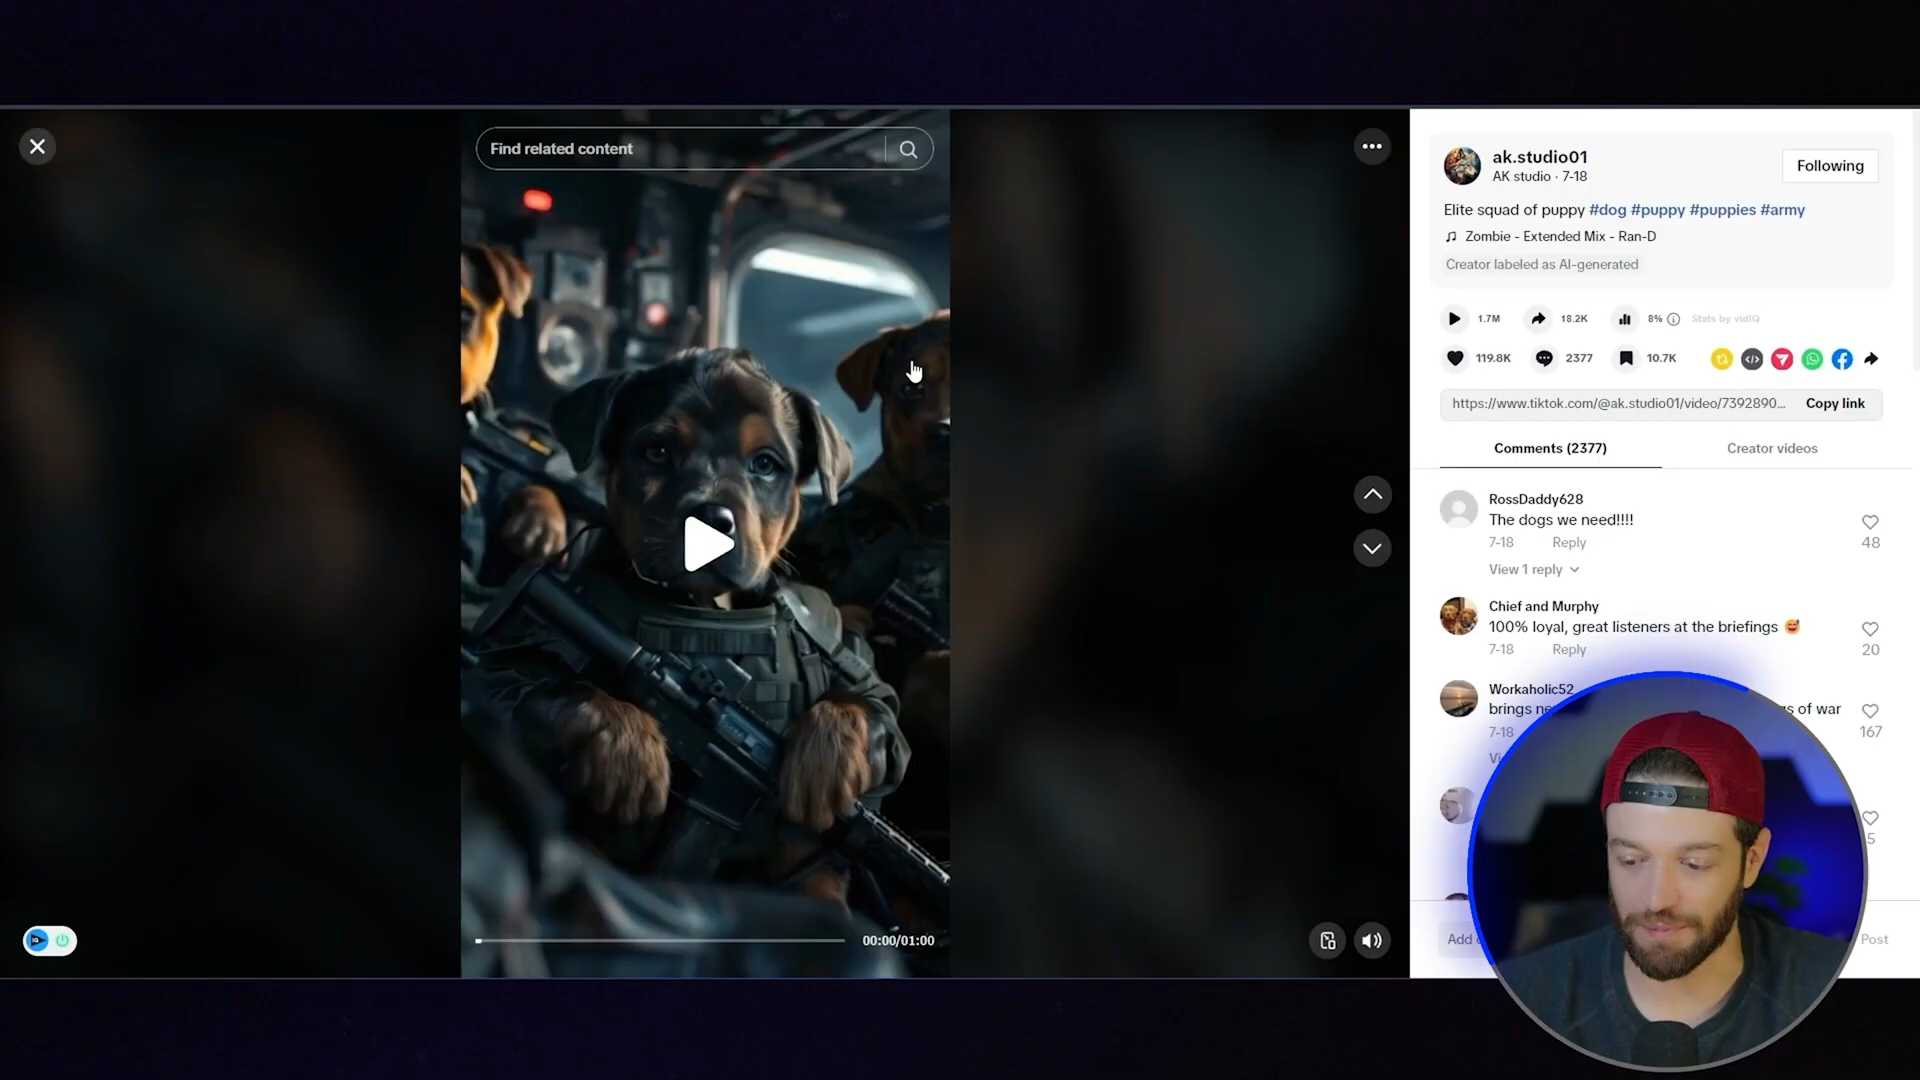 Find related content
ak.studio01
AK studio · 7-18
Following
Elite squad of puppy #dog #puppy #puppies #army
Zombie - Extended Mix - Ran-D
Creator labeled as AI-generated
1.7M
18.2K
8%
Stats by vidIQ
119.8K
2377
10.7K
https://www.tiktok.com/@ak.studio01/video/7392890...
Copy link
Comments (2377)
Creator videos
RossDaddy628
The dogs we need!!!!
7-18 Reply
48
View 1 reply
Chief and Murphy
100% loyal, great listeners at the briefings 😅
7-18 Reply
20
Workaholic52
brings of war
7-18
167
5
Add
Post
00:00/01:00